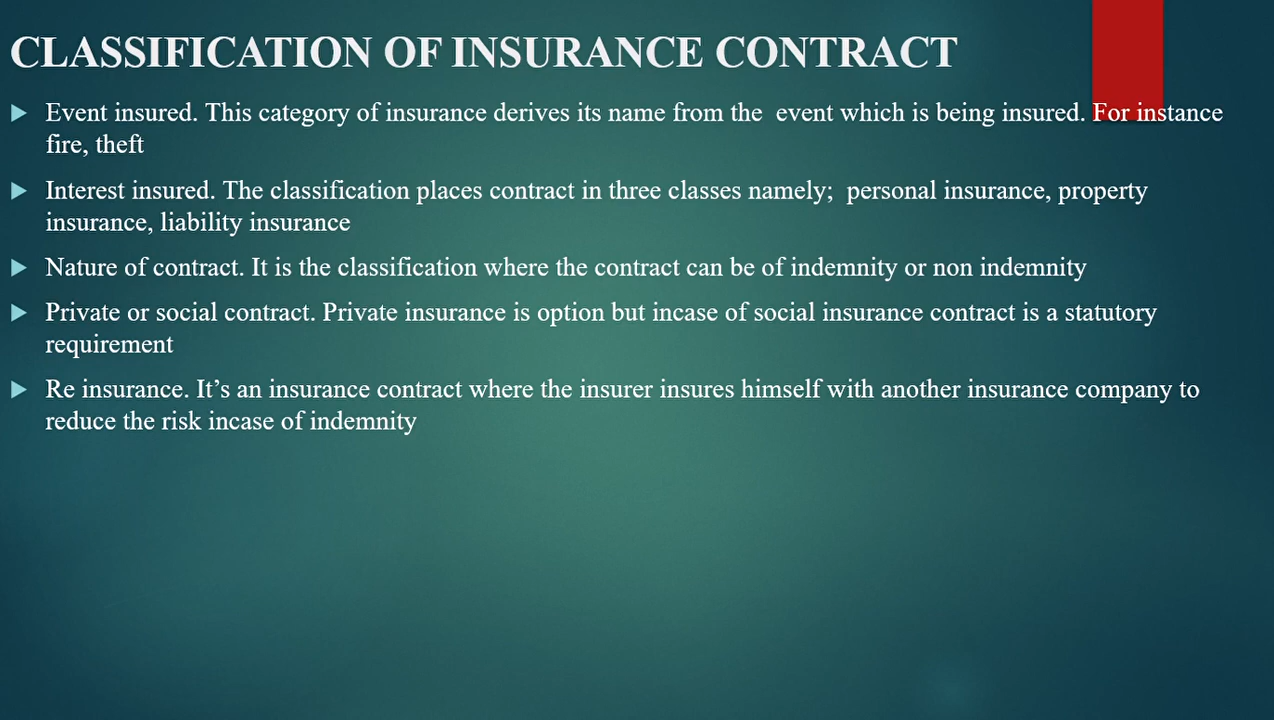 CLASSIFICATION OF INSURANCE CONTRACT
Event insured. This category of insurance derives its name from the  event which is being insured. For instance
fire, theft
Interest insured. The classification places contract in three classes namely;  personal insurance, property
insurance, liability insurance
Nature of contract. It is the classification where the contract can be of indemnity or non indemnity
Private or social contract. Private insurance is option but incase of social insurance contract is a statutory
requirement
Re insurance. It’s an insurance contract where the insurer insures himself with another insurance company to
reduce the risk incase of indemnity